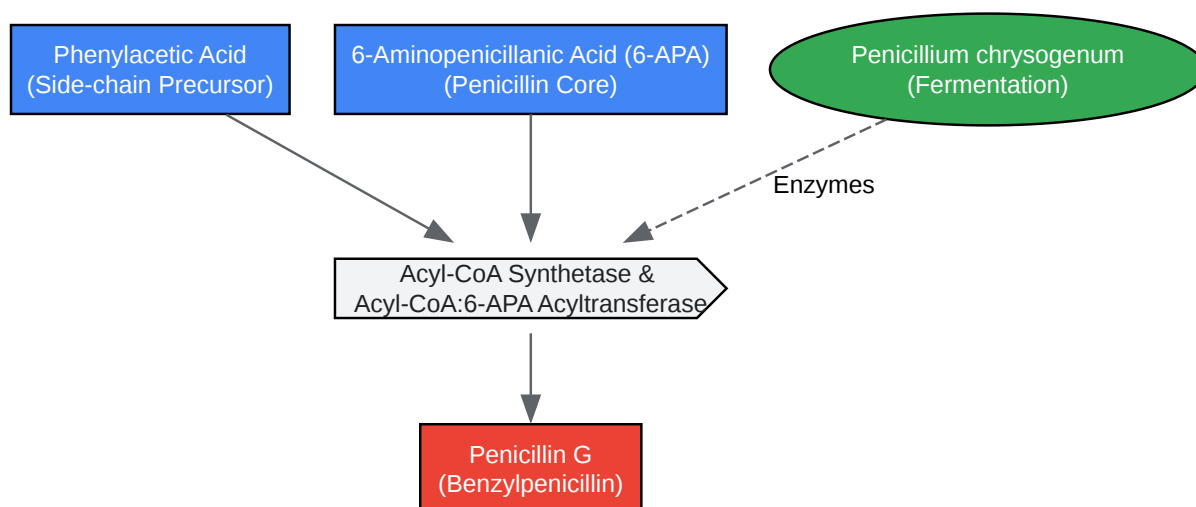 Phenylacetic Acid
(Side-chain Precursor)
6-Aminopenicillanic Acid (6-APA)
(Penicillin Core)
Penicillium chrysogenum
(Fermentation)
Enzymes
Acyl-CoA Synthetase &
Acyl-CoA:6-APA Acyltransferase
Penicillin G
(Benzylpenicillin)